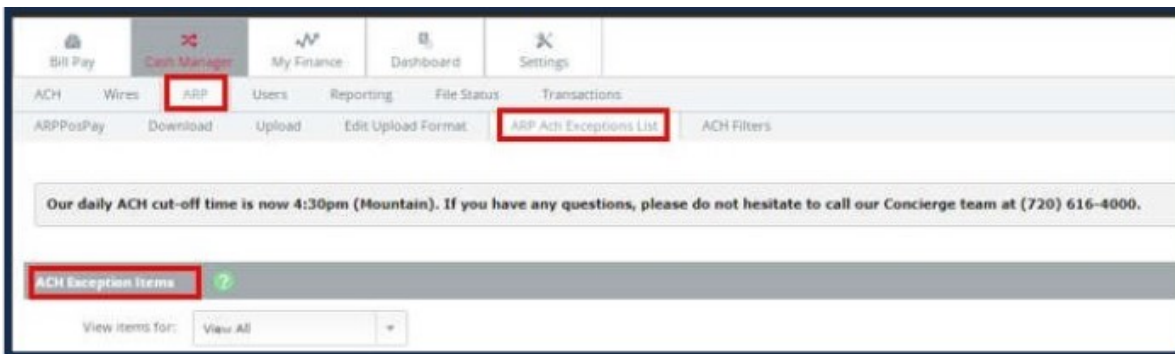 Bill Pay Cash Manager My Finance Dashboard Settings
ACH Wires ARP Users Reporting File Status Transactions
ARPPosPay Download Upload Edit Upload Format ARP Ach Exceptions List ACH Filters
Our daily ACH cut-off time is now 4:30pm (Mountain). If you have any questions, please do not hesitate to call our Concierge team at (720) 616-4000.
ACH Exception Items ?
View items for: View All